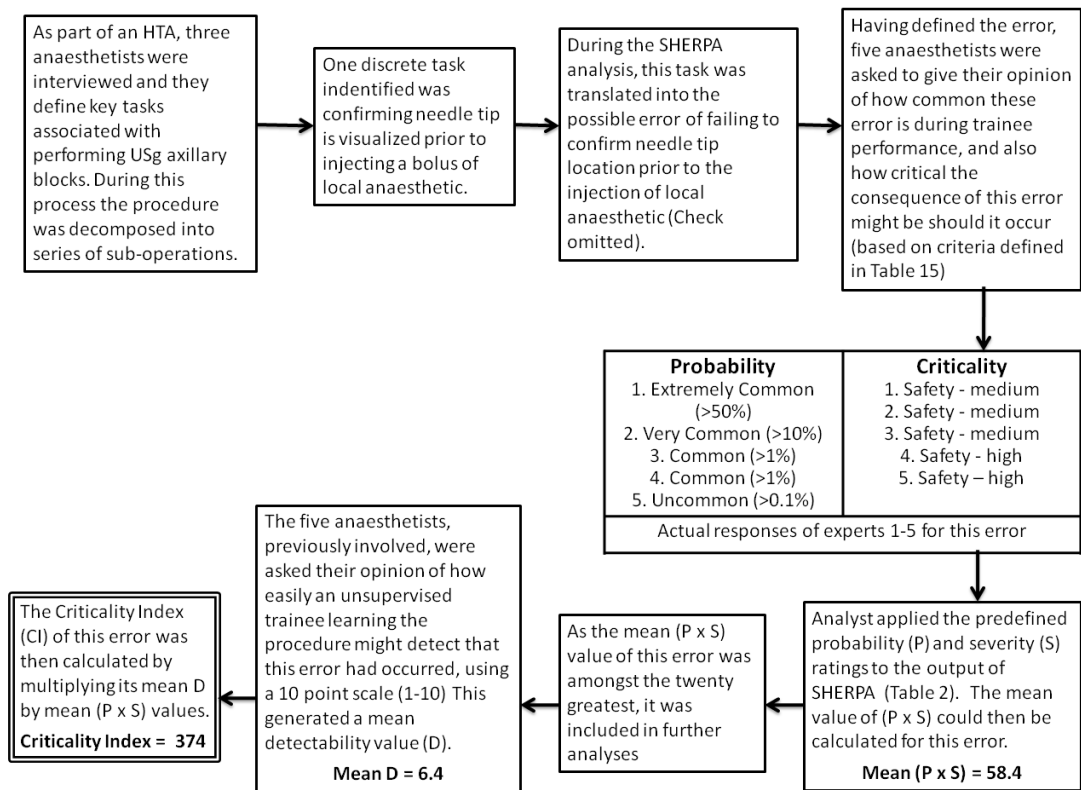 As part of an HTA, three
anaesthetists were
interviewed and they
define key tasks
associated with
performing USg axillary
blocks. During this
process the procedure
was decomposed into
series of sub-operations.
One discrete task
indentified was
confirming needle tip
is visualized prior to
injecting a bolus of
local anaesthetic.
During the SHERPA
analysis, this task was
translated into the
possible error of failing to
confirm needle tip
location prior to the
injection of local
anaesthetic (Check
omitted).
Having defined the error,
five anaesthetists were
asked to give their opinion
of how common these
error is during trainee
performance, and also
how critical the
consequence of this error
might be should it occur
(based on criteria defined
in Table 15)
Probability
1. Extremely Common
(>50%)
2. Very Common (>10%)
3. Common (>1%)
4. Common (>1%)
5. Uncommon (>0.1%)
Criticality
1. Safety - medium
2. Safety - medium
3. Safety - medium
4. Safety - high
5. Safety – high
Actual responses of experts 1-5 for this error
Analyst applied the predefined
probability (P) and severity (S)
ratings to the output of
SHERPA (Table 2). The mean
value of (P x S) could then be
calculated for this error.
Mean (P x S) = 58.4
As the mean (P x S)
value of this error was
amongst the twenty
greatest, it was
included in further
analyses
The five anaesthetists,
previously involved, were
asked their opinion of how
easily an unsupervised
trainee learning the
procedure might detect that
this error had occurred, using
a 10 point scale (1-10) This
generated a mean
detectability value (D).
Mean D = 6.4
The Criticality Index
(CI) of this error was
then calculated by
multiplying its mean D
by mean (P x S) values.
Criticality Index = 374